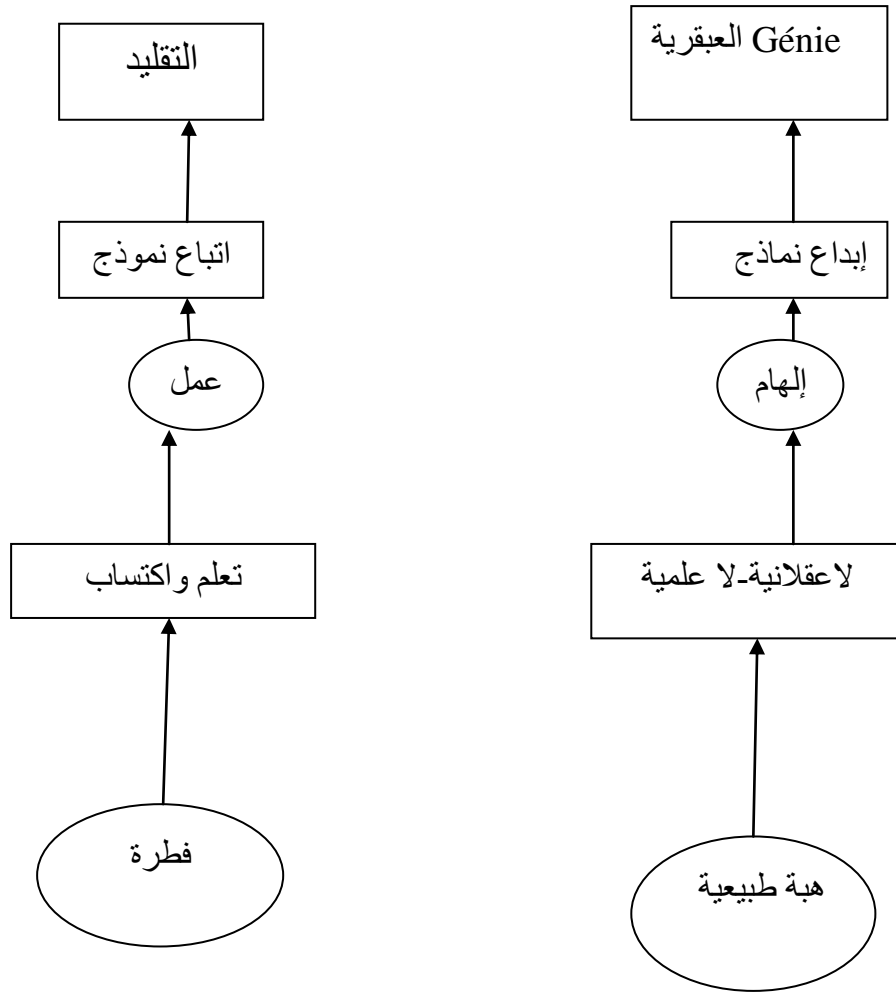 العبقرية Génie
التقليد
إبداع نماذج
اتباع نموذج
إلهام
عمل
لاعقلانية-لا علمية
تعلم واكتساب
هبة طبيعية
فطرة